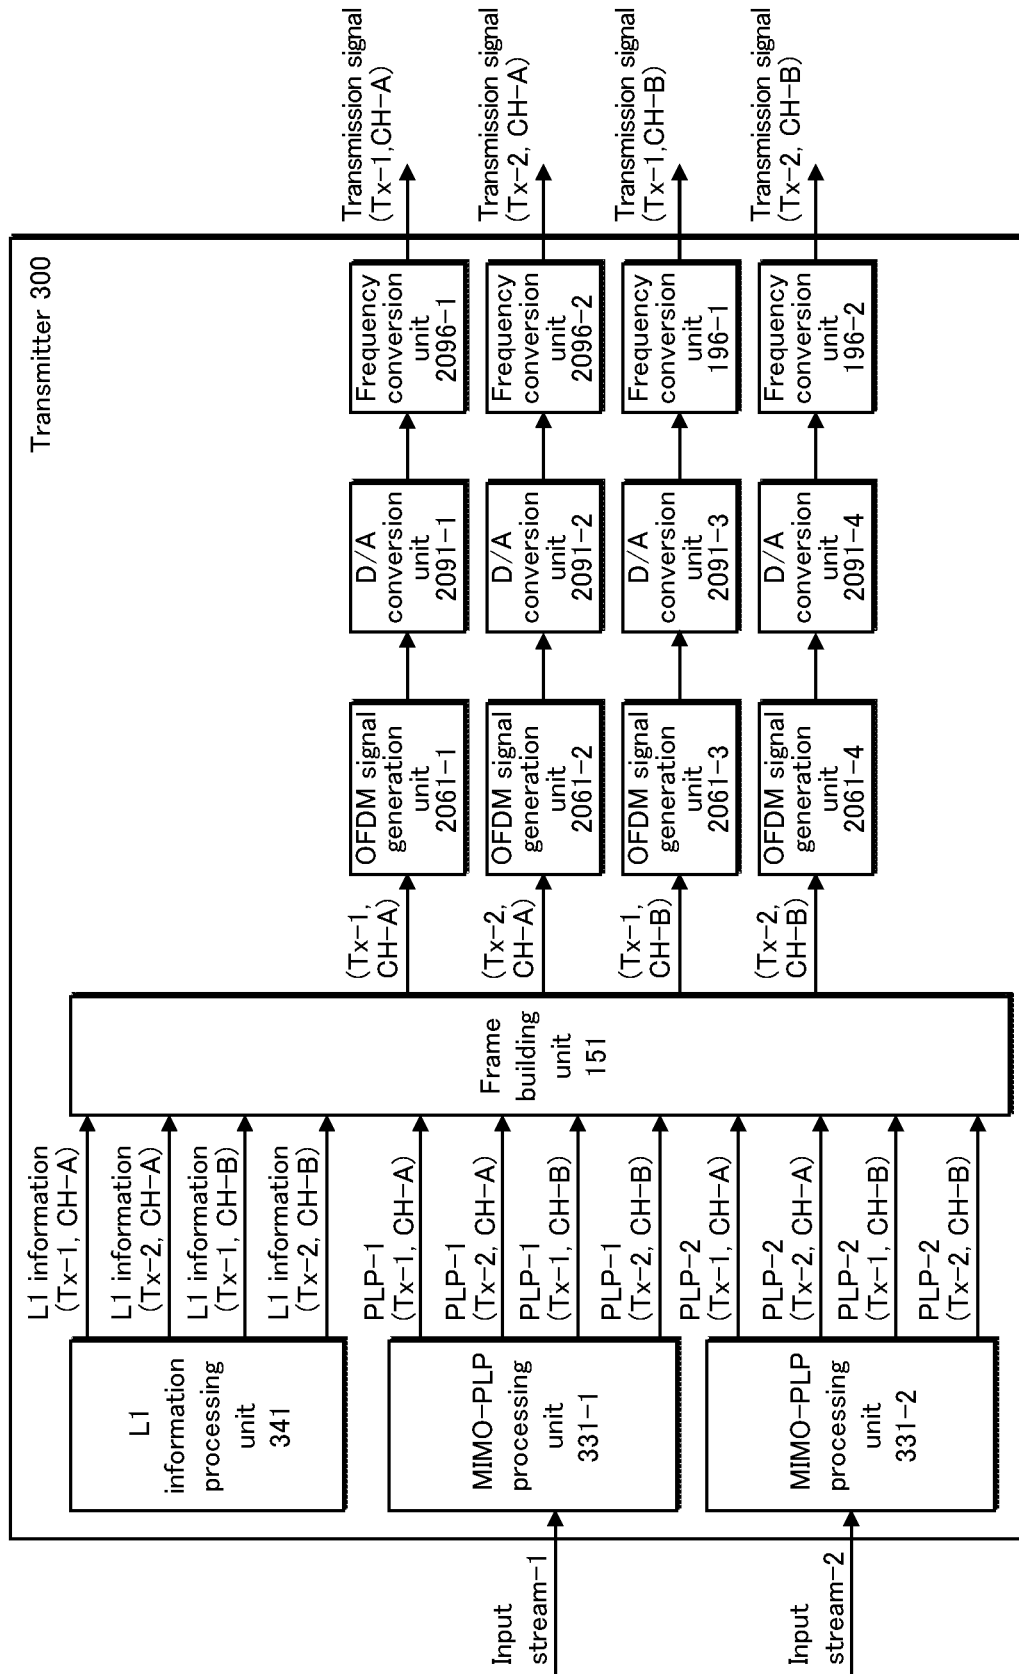 Transmitter 300
Input
stream-1
Input
stream-2
L1
information
processing
unit
341
MIMO-PLP
processing
unit
331-1
MIMO-PLP
processing
unit
331-2
L1 information
(Tx-1, CH-A)
L1 information
(Tx-2, CH-A)
L1 information
(Tx-1, CH-B)
L1 information
(Tx-2, CH-B)
PLP-1
(Tx-1, CH-A)
PLP-1
(Tx-2, CH-A)
PLP-1
(Tx-1, CH-B)
PLP-1
(Tx-2, CH-B)
PLP-2
(Tx-1, CH-A)
PLP-2
(Tx-2, CH-A)
PLP-2
(Tx-1, CH-B)
PLP-2
(Tx-2, CH-B)
Frame
building
unit
151
(Tx-1,
CH-A)
(Tx-2,
CH-A)
(Tx-1,
CH-B)
(Tx-2,
CH-B)
OFDM signal
generation
unit
2061-1
OFDM signal
generation
unit
2061-2
OFDM signal
generation
unit
2061-3
OFDM signal
generation
unit
2061-4
D/A
conversion
unit
2091-1
D/A
conversion
unit
2091-2
D/A
conversion
unit
2091-3
D/A
conversion
unit
2091-4
Frequency
conversion
unit
2096-1
Frequency
conversion
unit
2096-2
Frequency
conversion
unit
196-1
Frequency
conversion
unit
196-2
Transmission signal
(Tx-1,CH-A)
Transmission signal
(Tx-2, CH-A)
Transmission signal
(Tx-1,CH-B)
Transmission signal
(Tx-2, CH-B)